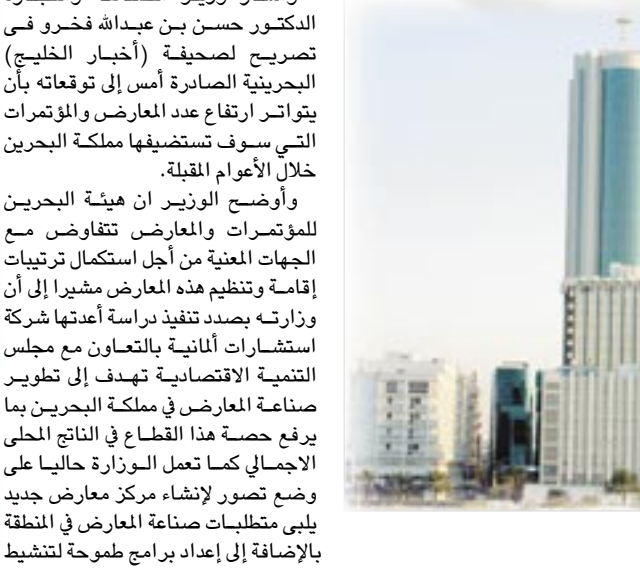 الدكتور حسن بن عبدالله فخرو فى
تصريح لصحيفة (أخبار الخليج)
البحرينية الصادرة أمس إلى توقعاته بأن
يتواتر ارتفاع عدد المعارض والمؤتمرات
التي سوف تستضيفها مملكة البحرين
خلال الأعوام المقبلة.
وأوضح الوزير ان هيئة البحرين
للمؤتمرات والمعارض تتفاوض مع
الجهات المعنية من أجل استكمال ترتيبات
إقامة وتنظيم هذه المعارض مشيرا إلى أن
وزارته بصدد تنفيذ دراسة أعدتها شركة
استشارات ألمانية بالتعاون مع مجلس
التنمية الاقتصادية تهدف إلى تطوير
صناعة المعارض في مملكة البحرين بما
يرفع حصة هذا القطاع في الناتج المحلى
الاجمالي كما تعمل الوزارة حاليا على
وضع تصور لإنشاء مركز معارض جديد
يلبى متطلبات صناعة المعارض في المنطقة
بالإضافة إلى إعداد برامج طموحة لتنشيط